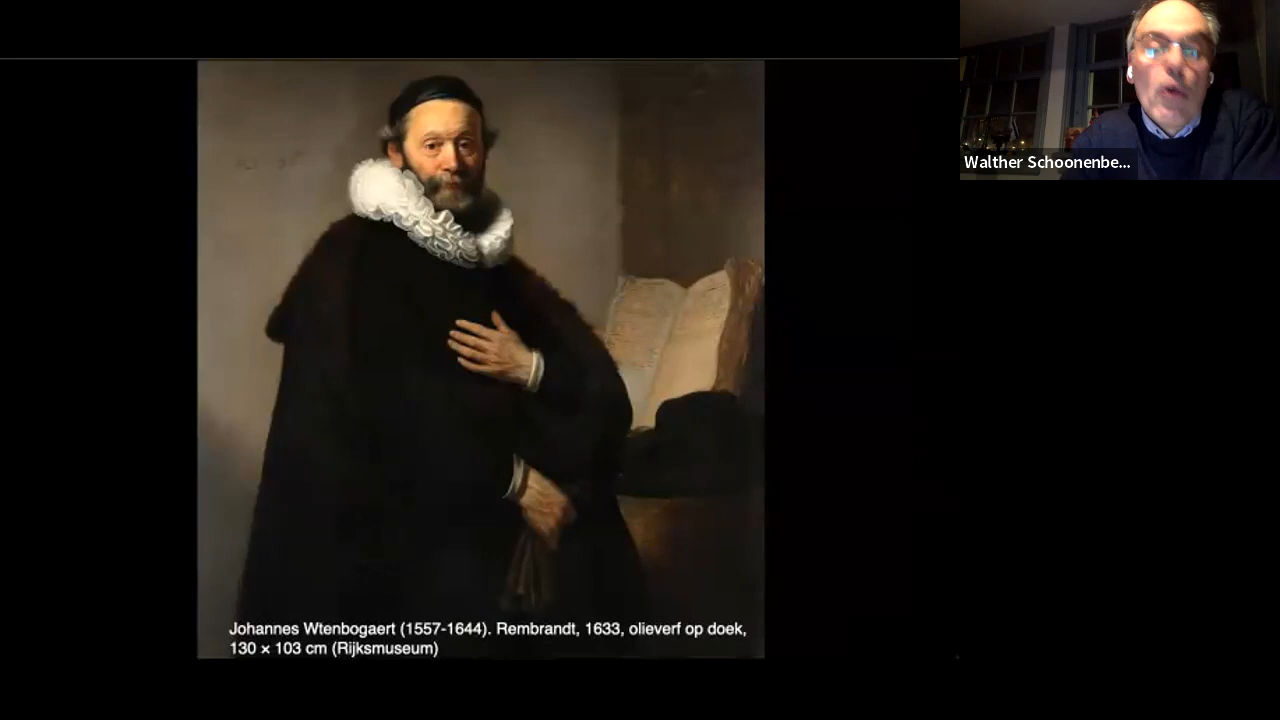 Walther Schoonenbe...
Johannes Wtenbogaert (1557-1644). Rembrandt, 1633, olieverf op doek,
130 × 103 cm (Rijksmuseum)